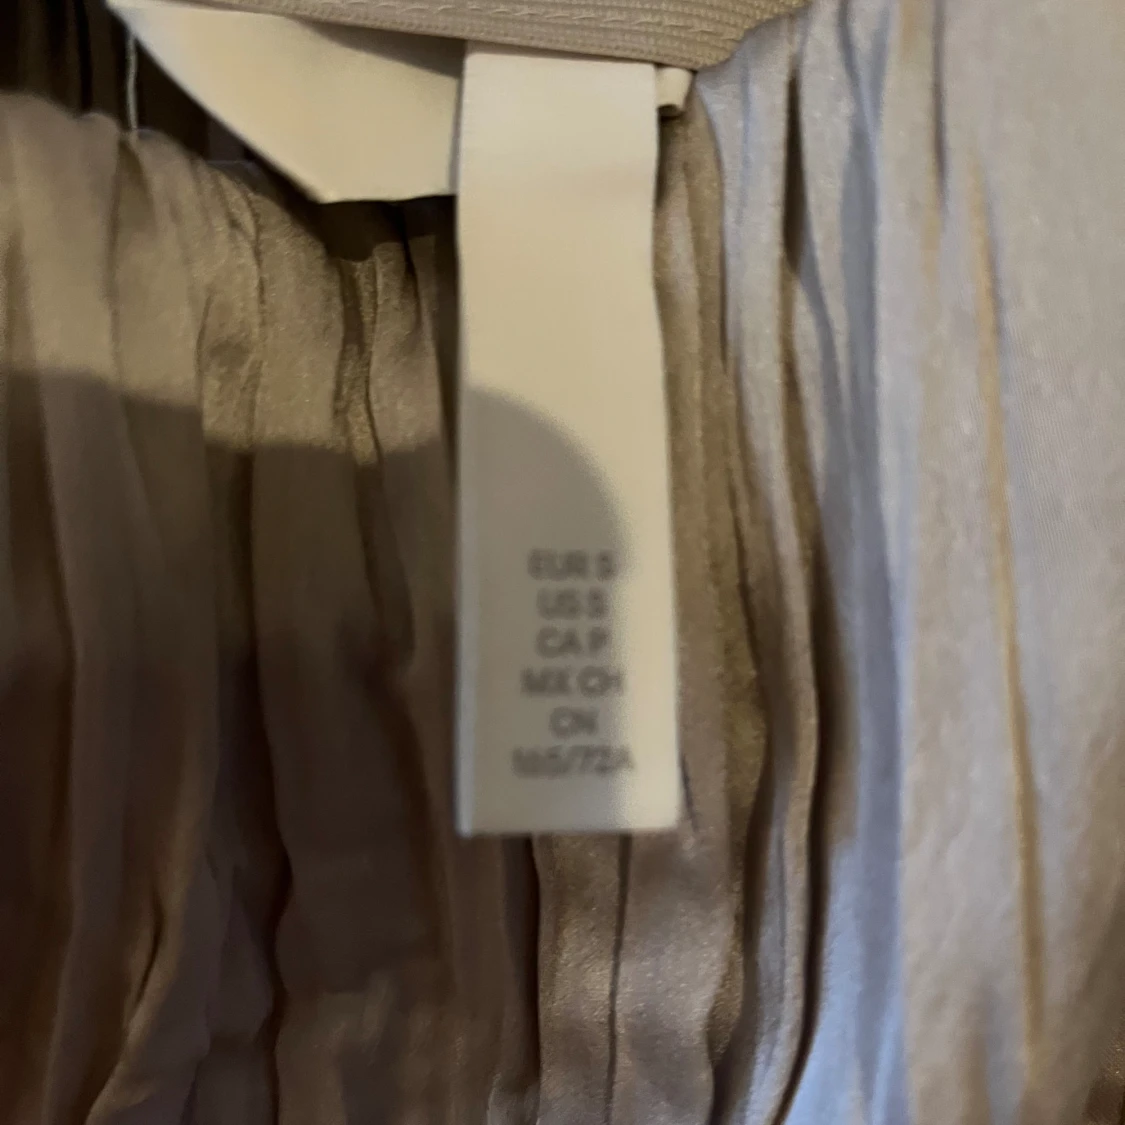 EUR S
US S
CA P
MX CH
CN
165/72A